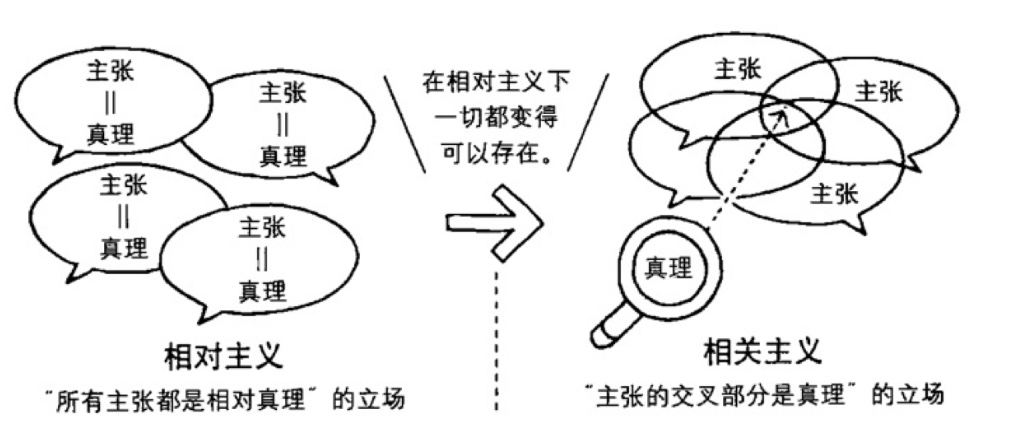 主张
||
真理
主张
||
真理
主张
||
真理
主张
||
真理
相对主义
“所有主张都是相对真理”的立场
在相对主义下
一切都变得
可以存在。
主张
主张
主张
真理
相关主义
“主张的交叉部分是真理”的立场